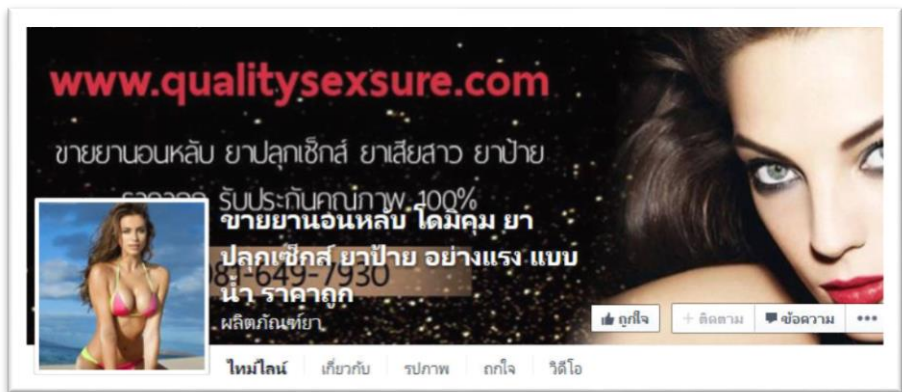 www.qualitysexsure.com
ขายยานอนหลับ ยาปลุกเซ็กส์ ยาเสียสาว ยาป้าย
รับประกันคุณภาพ 100%
ขายยานอนหลับ โดมิคุม ยา
ปลุกเซ็กส์ ยาป้าย อย่างแรง แบบ
081-649-7930
น้ำ ราคาถูก
ผลิตภัณฑ์ยา
ถูกใจ
+ ติดตาม
ข้อความ
ไทม์ไลน์ เกี่ยวกับ รูปภาพ ถูกใจ วิดีโอ